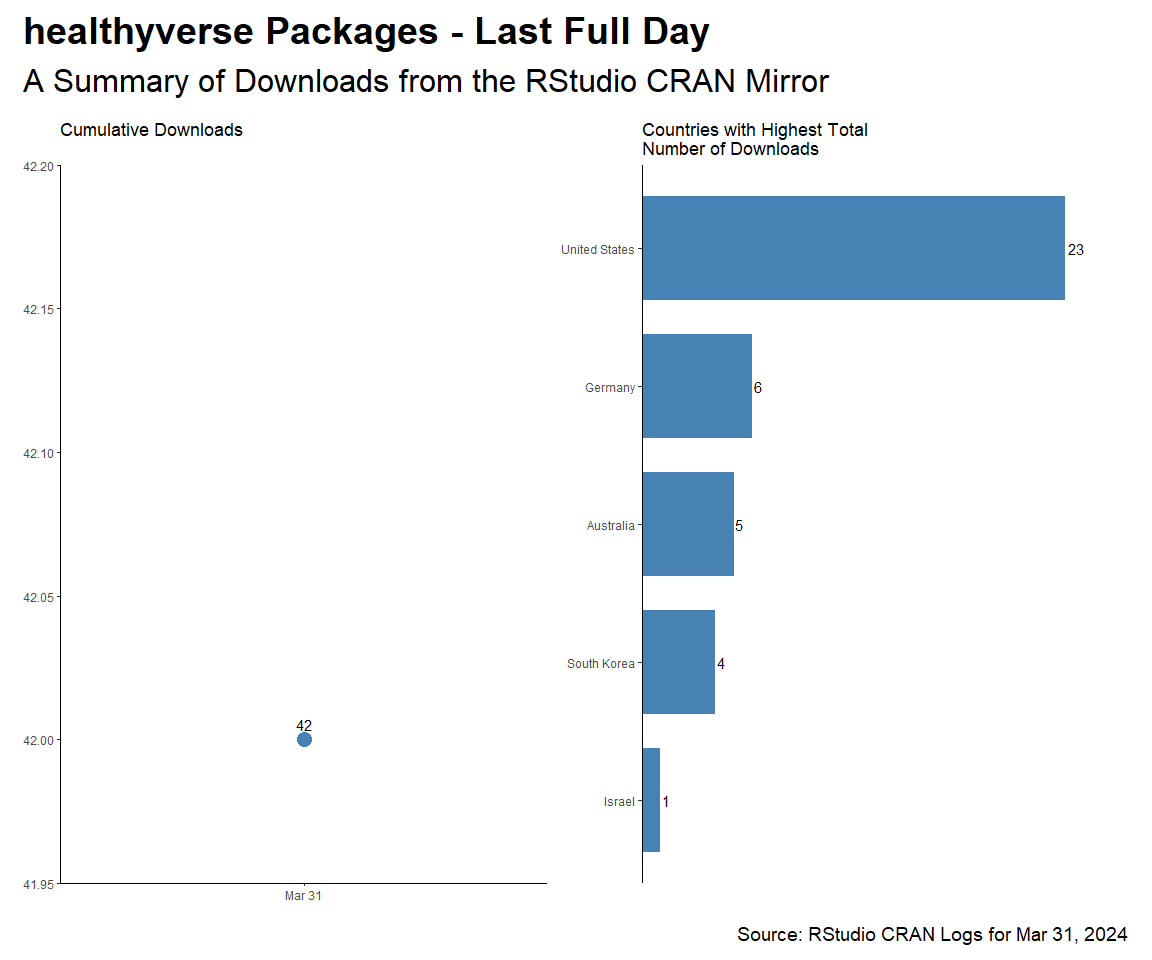 healthyverse Packages - Last Full Day
A Summary of Downloads from the RStudio CRAN Mirror
Cumulative Downloads
42.20
42.15
42.10
42.05
42.00
41.95
42
Mar 31
Countries with Highest Total
Number of Downloads
United States
23
Germany
6
Australia
5
South Korea
4
Israel
1
Source: RStudio CRAN Logs for Mar 31, 2024